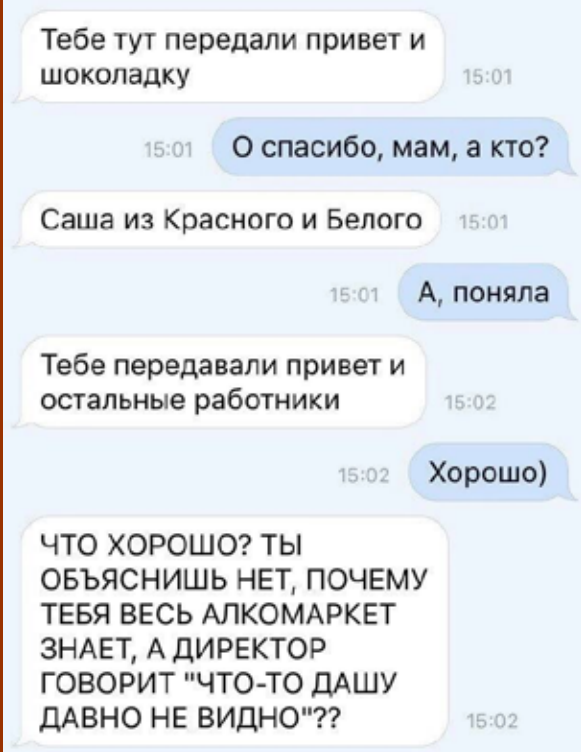 Тебе тут передали привет и
шоколадку
15:01
15:01
О спасибо, мам, а кто?
Саша из Красного и Белого
15:01
15:01
А, поняла
Тебе передавали привет и
остальные работники
15:02
15:02
Хорошо)
ЧТО ХОРОШО? ТЫ
ОБЪЯСНИШЬ НЕТ, ПОЧЕМУ
ТЕБЯ ВЕСЬ АЛКОМАРКЕТ
ЗНАЕТ, А ДИРЕКТОР
ГОВОРИТ "ЧТО-ТО ДАШУ
ДАВНО НЕ ВИДНО"??
15:02